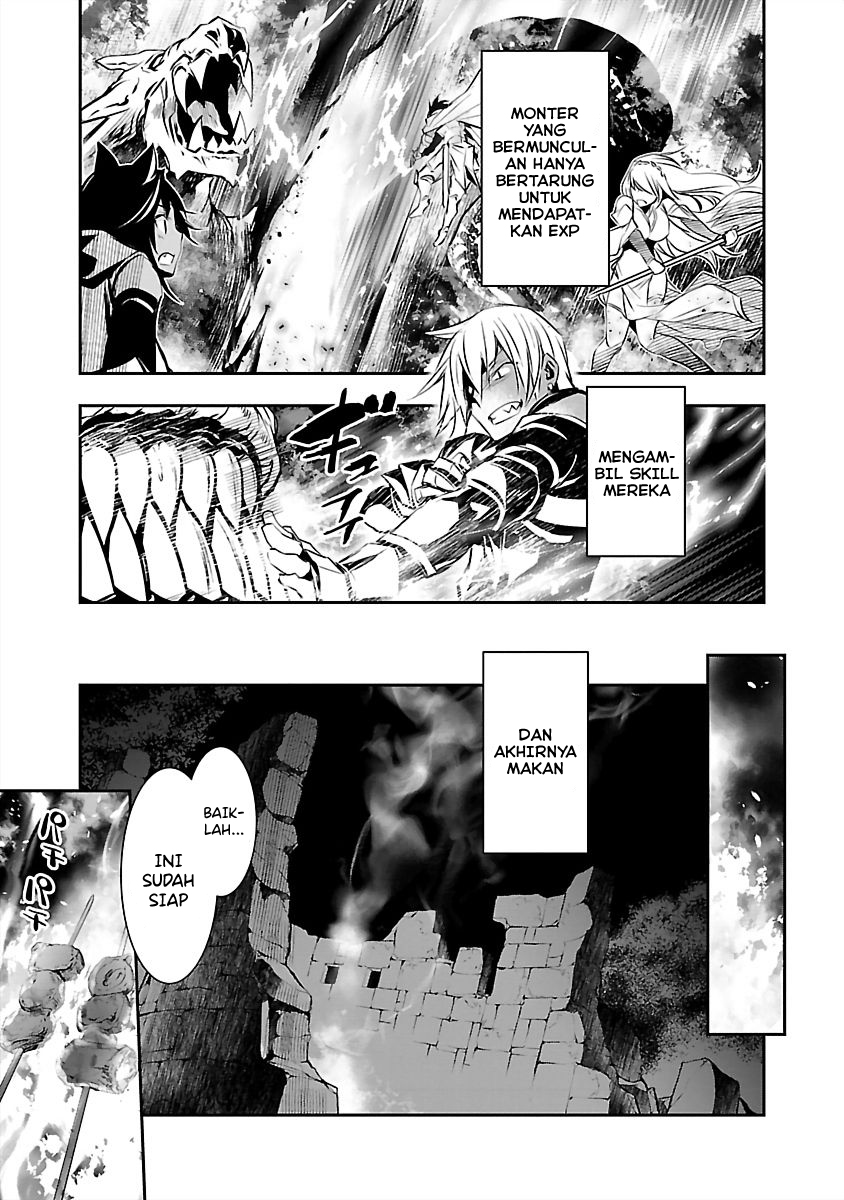 MONTER
YANG
BERMUNCUL-
AN HANYA
BERTARUNG
UNTUK
MENDAPAT-
KAN EXP
MENGAM-
BIL SKILL
MEREKA
ギュュ
DAN
AKHIRNYA
MAKAN
BAIK-
LAH...
INI
SUDAH
SIAP
パチ
パチ